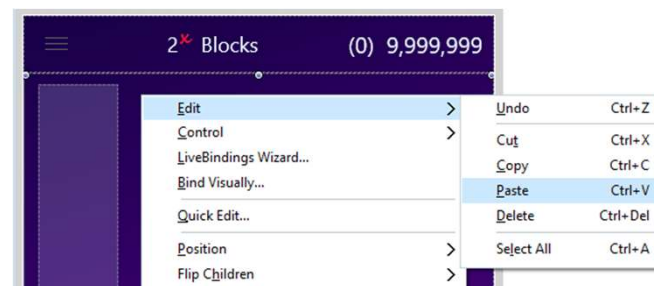 2ˣ Blocks (0) 9,999,999
Edit
Control
LiveBindings Wizard...
Bind Visually...
Quick Edit...
Position
Flip Children
Undo Ctrl+Z
Cut Ctrl+X
Copy Ctrl+C
Paste Ctrl+V
Delete Ctrl+Del
Select All Ctrl+A